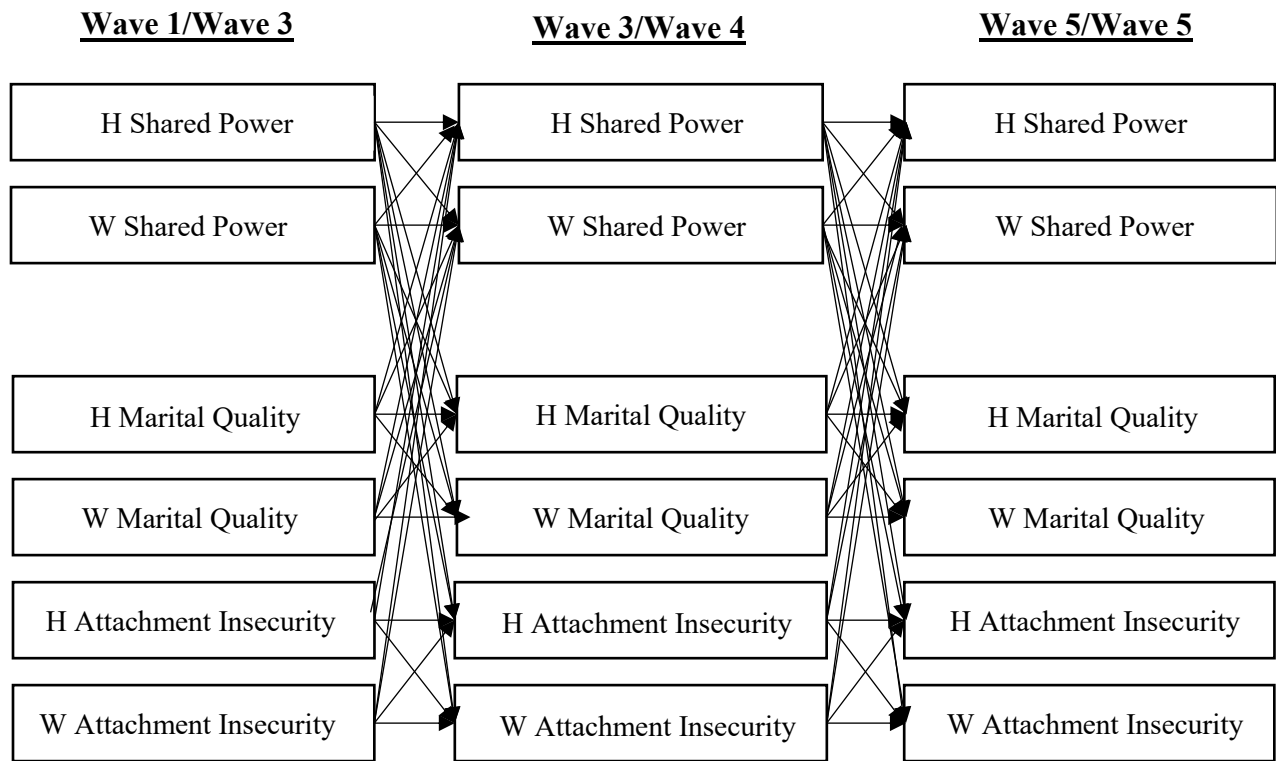 Wave 1/Wave 3 Wave 3/Wave 4 Wave 5/Wave 5
H Shared Power H Shared Power H Shared Power
W Shared Power W Shared Power W Shared Power
H Marital Quality H Marital Quality H Marital Quality
W Marital Quality W Marital Quality W Marital Quality
H Attachment Insecurity H Attachment Insecurity H Attachment Insecurity
W Attachment Insecurity W Attachment Insecurity W Attachment Insecurity